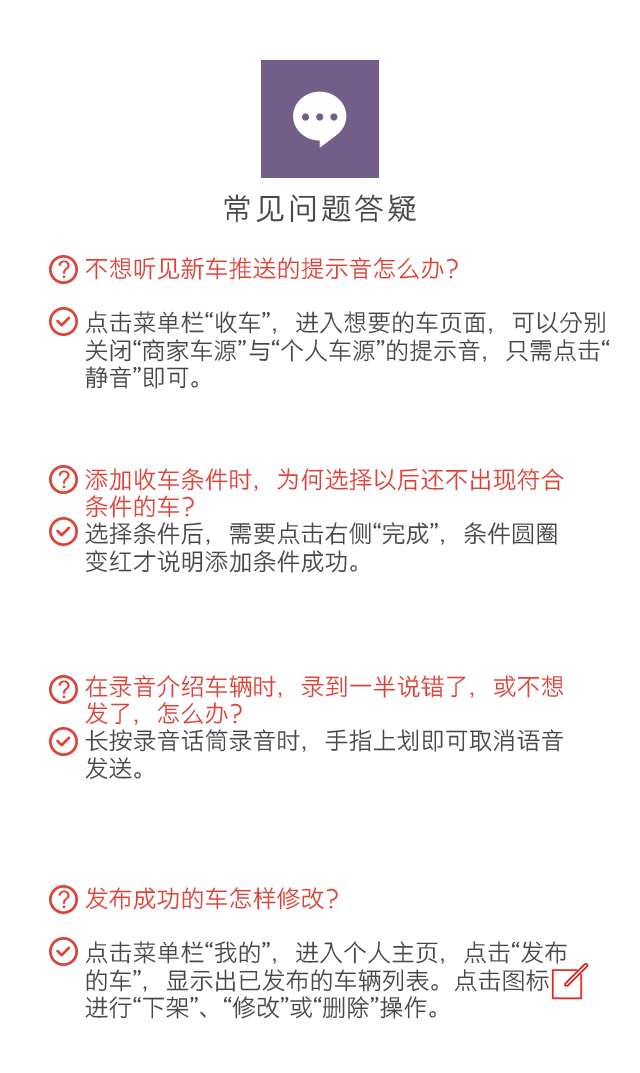 常见问题答疑
不想听见新车推送的提示音怎么办？
点击菜单栏“收车”，进入想要的车页面，可以分别
关闭“商家车源”与“个人车源”的提示音，只需点击“
静音”即可。
添加收车条件时，为何选择以后还不出现符合
条件的车？
选择条件后，需要点击右侧“完成”，条件圆圈
变红才说明添加条件成功。
在录音介绍车辆时，录到一半说错了，或不想
发了，怎么办？
长按录音话筒录音时，手指上划即可取消语音
发送。
发布成功的车怎样修改？
点击菜单栏“我的”，进入个人主页，点击“发布
的车”，显示出已发布的车辆列表。点击图标
进行“下架”、“修改”或“删除”操作。